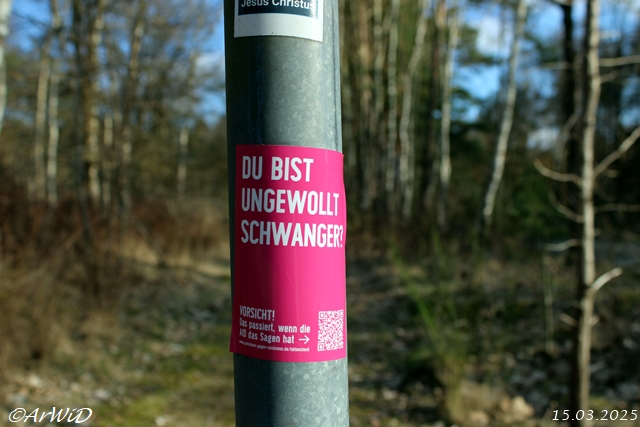 Jesus Christus
DU BIST
UNGEWOLLT
SCHWANGER?
VORSICHT!
Das passiert, wenn die
AfD das Sagen hat →
©ArWiD
15.03.2025